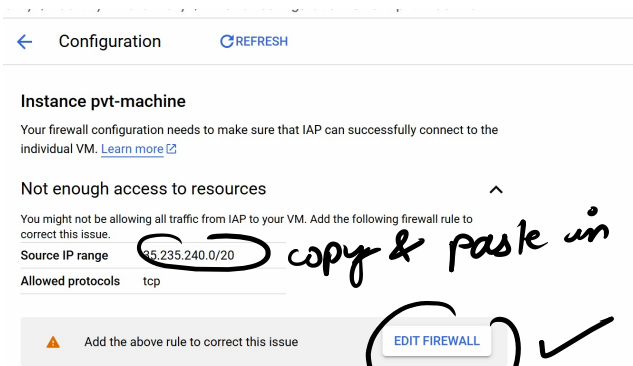 Configuration
REFRESH
Instance pvt-machine
Your firewall configuration needs to make sure that IAP can successfully connect to the
individual VM. Learn more
Not enough access to resources
You might not be allowing all traffic from IAP to your VM. Add the following firewall rule to
correct this issue.
Source IP range 35.235.240.0/20
copy & paste in
Allowed protocols tcp
Add the above rule to correct this issue
EDIT FIREWALL